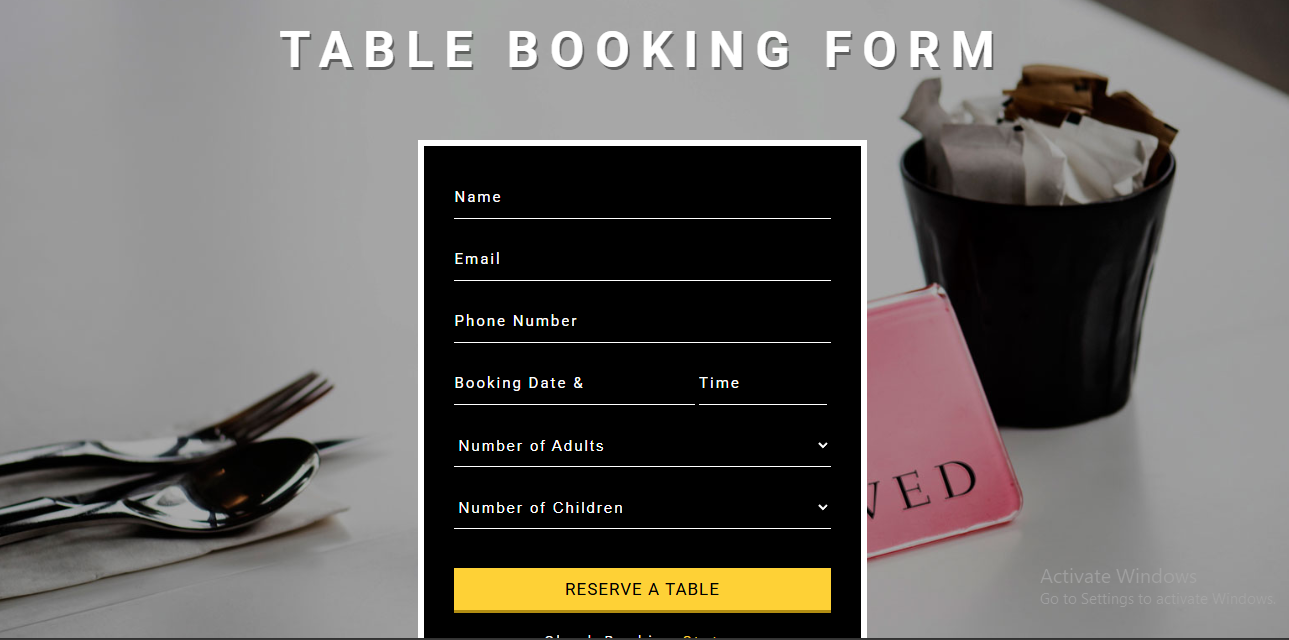 TABLE BOOKING FORM
Name
Email
Phone Number
Booking Date & Time
Number of Adults
Number of Children
VED
RESERVE A TABLE
Activate Windows
Go to Settings to activate Windows.